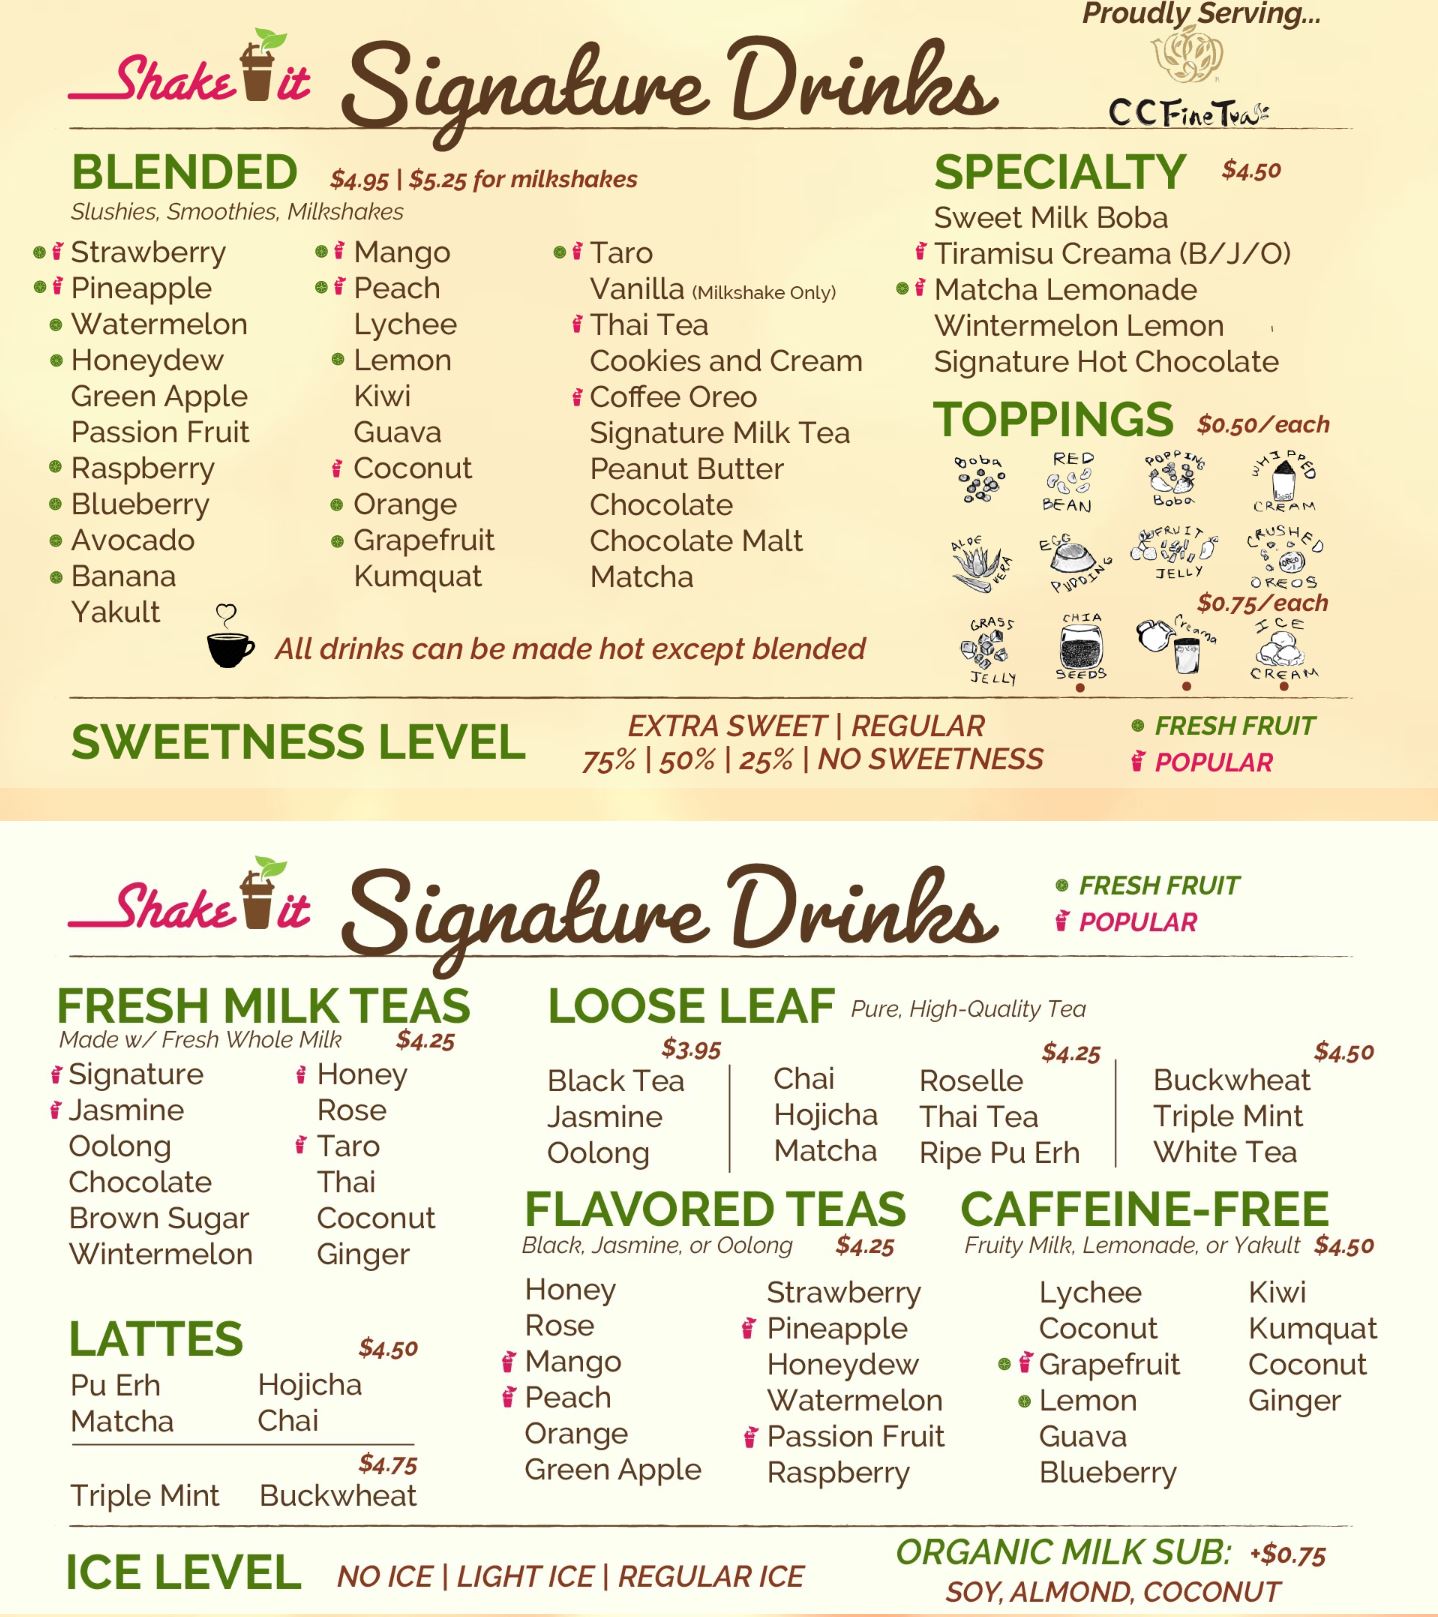 Proudly Serving...
Shake it Signature Drinks
CC Fine Tea
BLENDED $4.95 | $5.25 for milkshakes
Slushies, Smoothies, Milkshakes
Strawberry
Pineapple
Watermelon
Honeydew
Green Apple
Passion Fruit
Raspberry
Blueberry
Avocado
Banana
Yakult
Mango
Peach
Lychee
Lemon
Kiwi
Guava
Coconut
Orange
Grapefruit
Kumquat
Taro
Vanilla (Milkshake Only)
Thai Tea
Cookies and Cream
Coffee Oreo
Signature Milk Tea
Peanut Butter
Chocolate
Chocolate Malt
Matcha
All drinks can be made hot except blended
SPECIALTY $4.50
Sweet Milk Boba
Tiramisu Creama (B/J/O)
Matcha Lemonade
Wintermelon Lemon
Signature Hot Chocolate
TOPPINGS $0.50/each
Boba
RED BEAN
POPPING Boba
WHIPPED CREAM
ALOE VERA
EGG PUDDING
FRUIT JELLY
CRUSHED OREOS
OREO
$0.75/each
GRASS JELLY
CHIA SEEDS
Creama
ICE CREAM
SWEETNESS LEVEL
EXTRA SWEET | REGULAR
75% | 50% | 25% | NO SWEETNESS
FRESH FRUIT
POPULAR
Shake it Signature Drinks
FRESH FRUIT
POPULAR
FRESH MILK TEAS
Made w/ Fresh Whole Milk $4.25
Signature
Jasmine
Oolong
Chocolate
Brown Sugar
Wintermelon
Honey
Rose
Taro
Thai
Coconut
Ginger
LATTES $4.50
Pu Erh
Matcha
Hojicha
Chai
$4.75
Triple Mint
Buckwheat
LOOSE LEAF Pure, High-Quality Tea
$3.95
Black Tea
Jasmine
Oolong
$4.25
Chai
Hojicha
Matcha
Roselle
Thai Tea
Ripe Pu Erh
$4.50
Buckwheat
Triple Mint
White Tea
FLAVORED TEAS
Black, Jasmine, or Oolong $4.25
Honey
Rose
Mango
Peach
Orange
Green Apple
Strawberry
Pineapple
Honeydew
Watermelon
Passion Fruit
Raspberry
CAFFEINE-FREE
Fruity Milk, Lemonade, or Yakult $4.50
Lychee
Coconut
Grapefruit
Lemon
Guava
Blueberry
Kiwi
Kumquat
Coconut
Ginger
ICE LEVEL NO ICE | LIGHT ICE | REGULAR ICE
ORGANIC MILK SUB: +$0.75
SOY, ALMOND, COCONUT